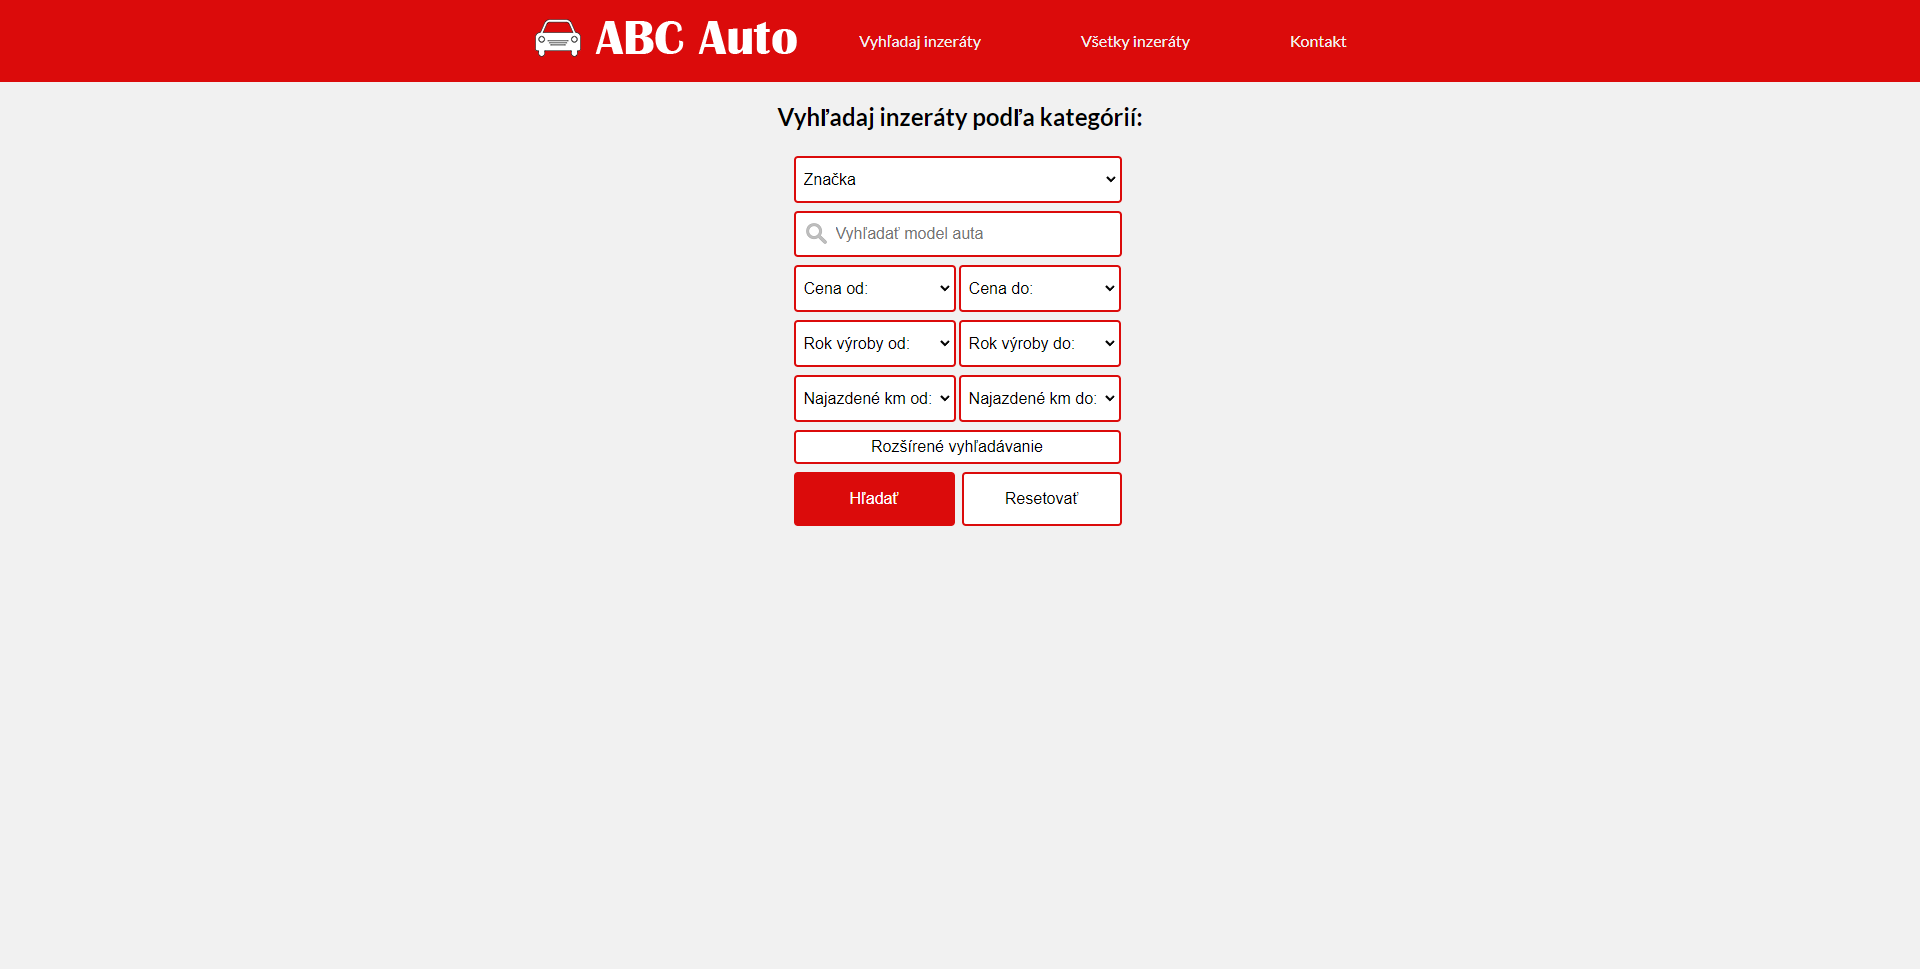 ABC Auto Vyhľadaj inzeráty Všetky inzeráty Kontakt
Vyhľadaj inzeráty podľa kategórií:
Značka
Vyhľadať model auta
Cena od: Cena do:
Rok výroby od: Rok výroby do:
Najazdené km od: Najazdené km do:
Rozšírené vyhľadávanie
Hľadať Resetovať